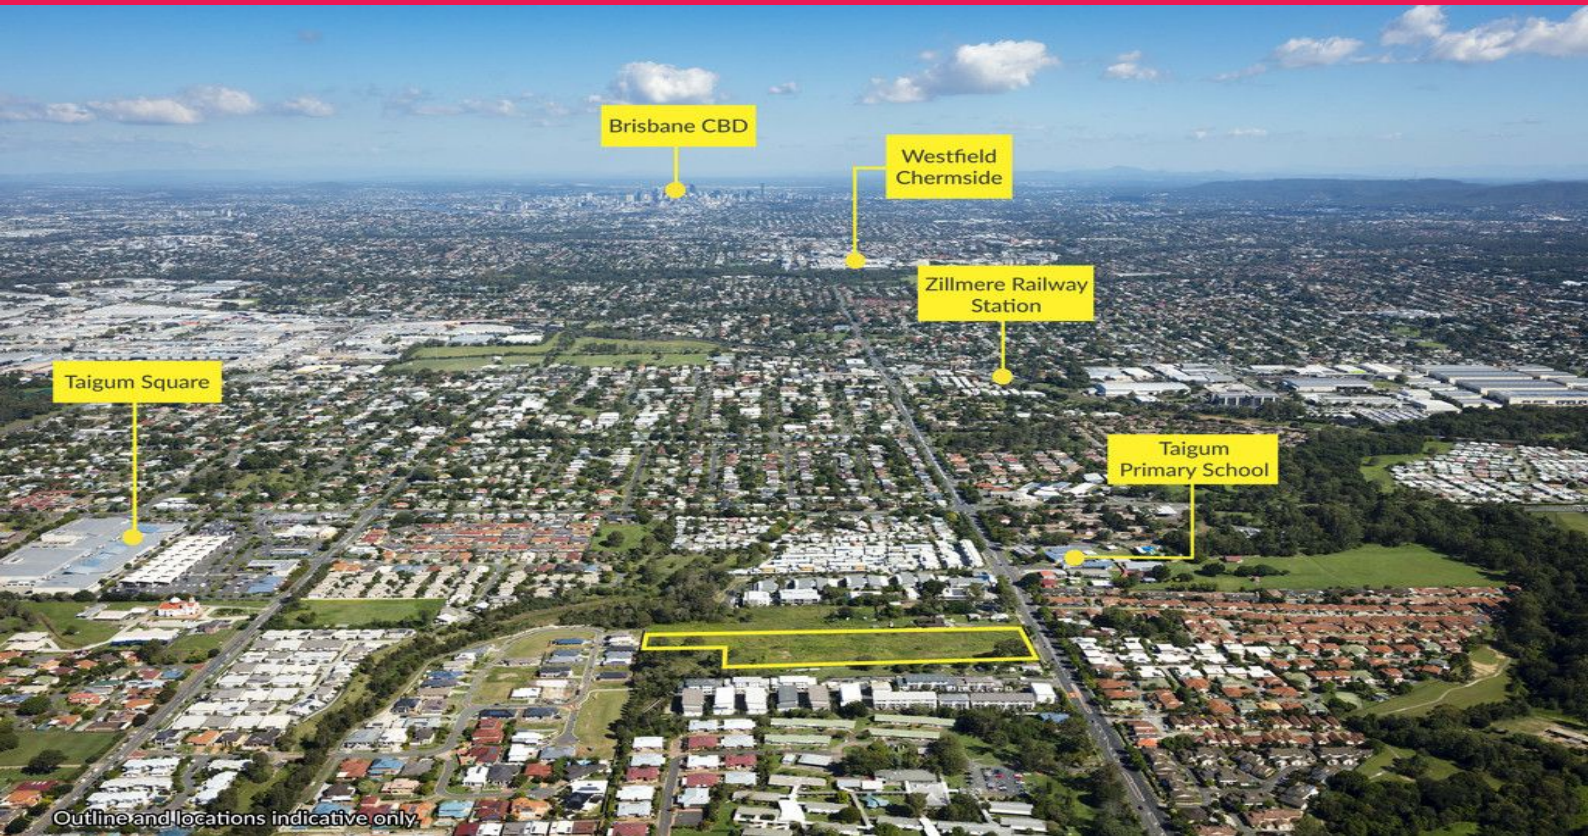 Brisbane CBD
Westfield
Chermside
Zillmere Railway
Station
Taigum Square
Taigum
Primary School
Outline and locations indicative only.